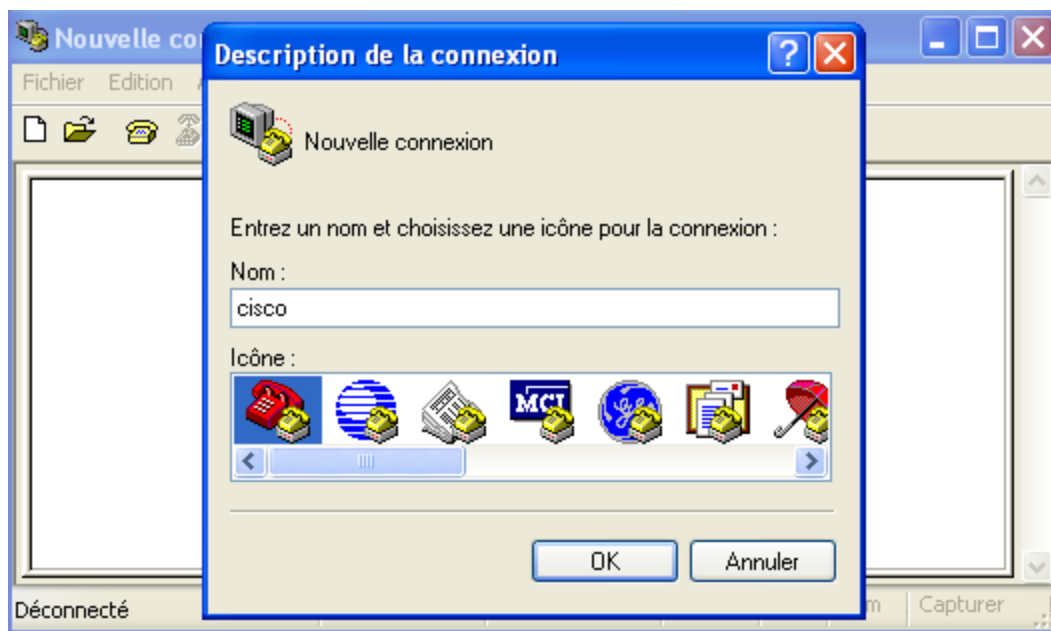 Nouvelle co
Description de la connexion
Fichier Edition
Nouvelle connexion
Entrez un nom et choisissez une icône pour la connexion :
Nom :
cisco
Icône :
MCI
OK Annuler
Déconnecté
Capturer